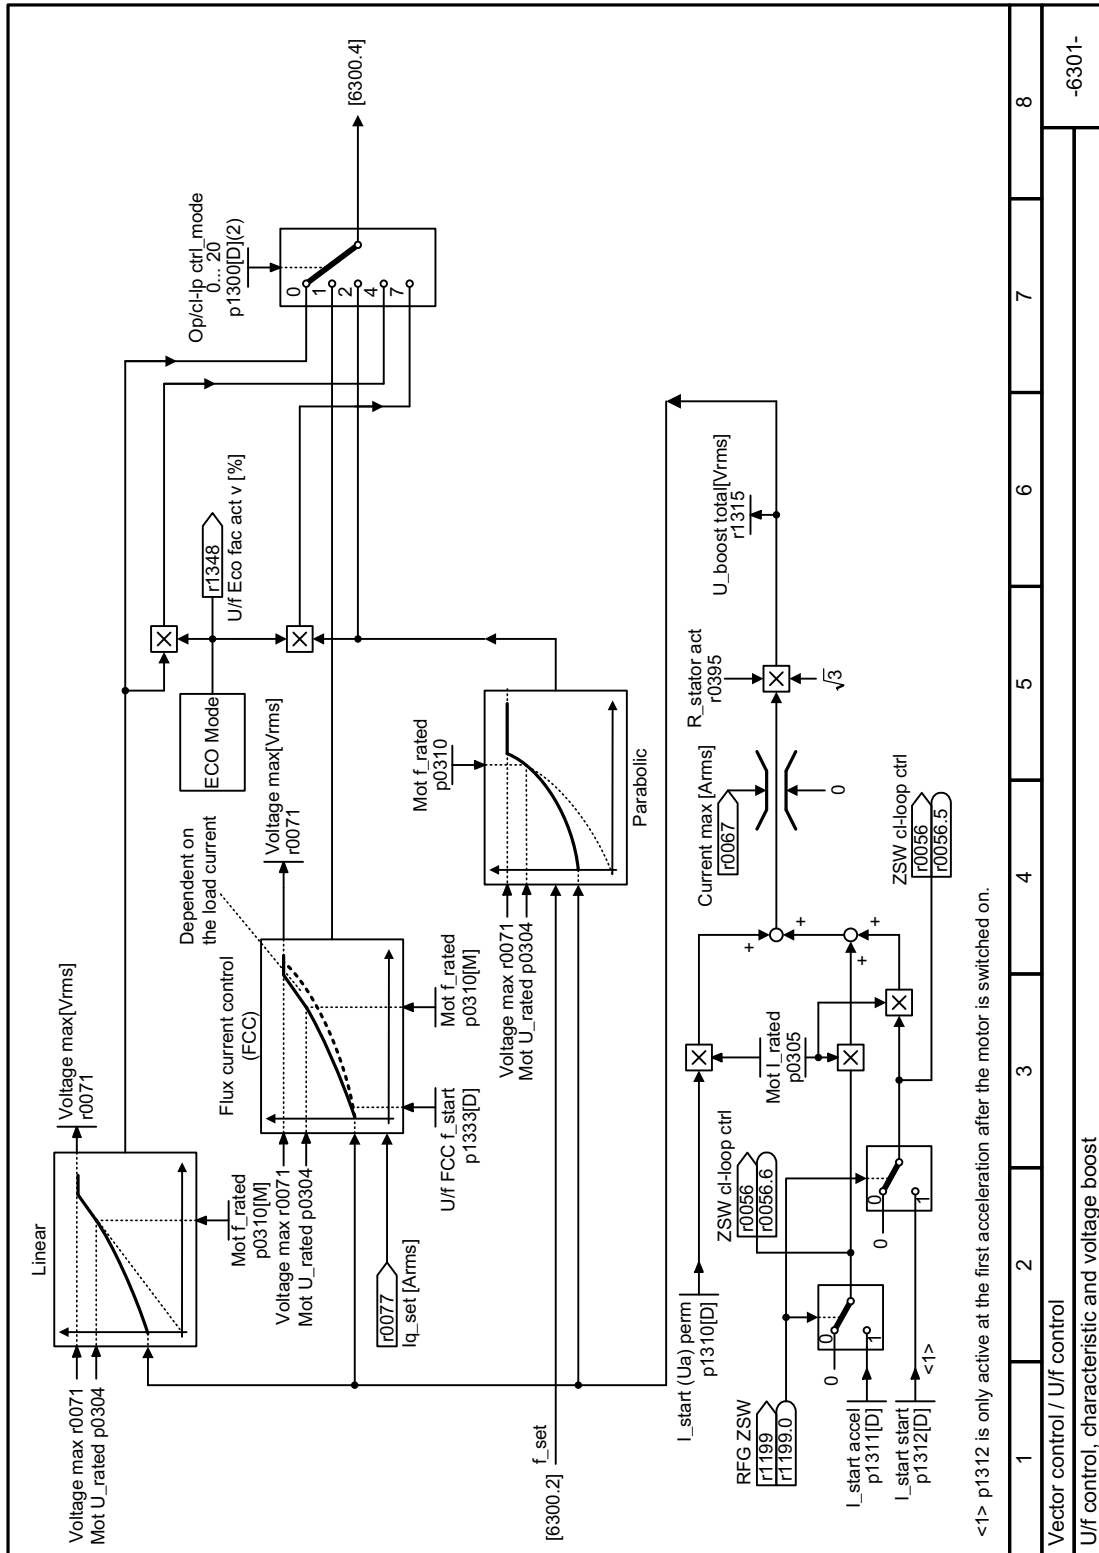 Linear
Voltage max r0071
Mot U_rated p0304
Voltage max[Vrms]
r0071
Mot f_rated
p0310[M]
Flux current control
(FCC)
Dependent on
the load current
Voltage max[Vrms]
r0071
Voltage max r0071
Mot U_rated p0304
r0077
Iq_set [Arms]
U/f FCC f_start
p1333[D]
Mot f_rated
p0310[M]
ECO Mode
r1348
U/f Eco fac act v [%]
Op/cl-lp ctrl_mode
0... 20
p1300[D](2)
0
1
2
4
7
[6300.4]
Mot f_rated
p0310
Voltage max r0071
Mot U_rated p0304
Parabolic
[6300.2]
f_set
I_start (Ua) perm
p1310[D]
RFG ZSW
r1199
r1199.0
I_start accel
p1311[D]
I_start start
p1312[D]
<1>
0
0
1
ZSW cl-loop ctrl
r0056
r0056.6
0
0
1
Mot I_rated
p0305
+
+
+
+
ZSW cl-loop ctrl
r0056
r0056.5
Current max [Arms]
r0067
0
R_stator act
r0395
√3
U_boost total[Vrms]
r1315
<1> p1312 is only active at the first acceleration after the motor is switched on.
1
2
3
4
5
6
7
8
Vector control / U/f control
U/f control, characteristic and voltage boost
-6301-